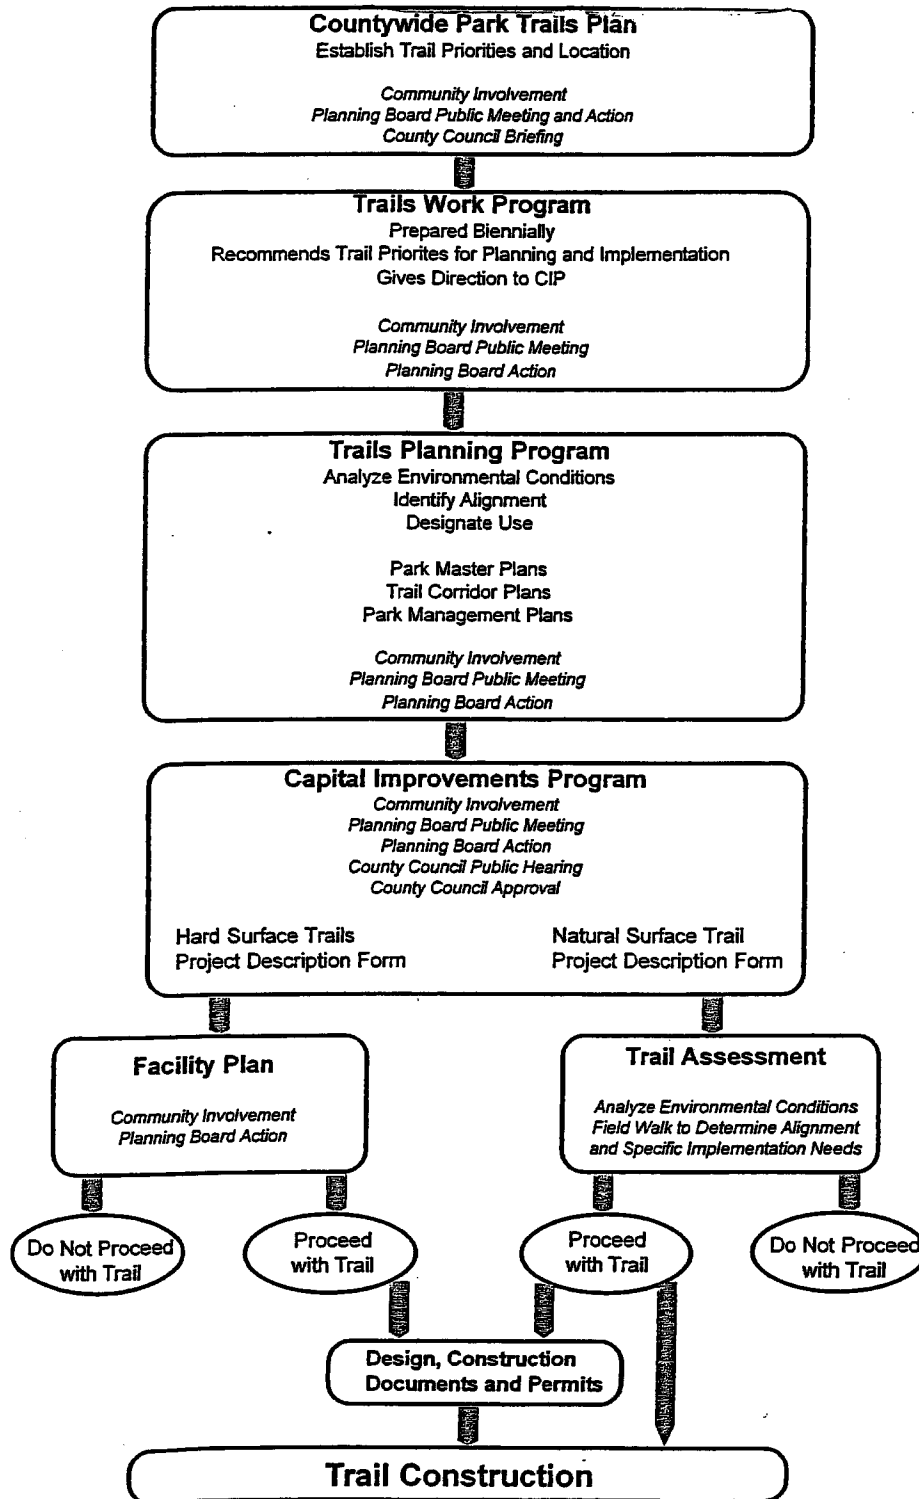 Countywide Park Trails Plan
Establish Trail Priorities and Location
Community Involvement
Planning Board Public Meeting and Action
County Council Briefing
Trails Work Program
Prepared Biennially
Recommends Trail Priorites for Planning and Implementation
Gives Direction to CIP
Community Involvement
Planning Board Public Meeting
Planning Board Action
Trails Planning Program
Analyze Environmental Conditions
Identify Alignment
Designate Use
Park Master Plans
Trail Corridor Plans
Park Management Plans
Community Involvement
Planning Board Public Meeting
Planning Board Action
Capital Improvements Program
Community Involvement
Planning Board Public Meeting
Planning Board Action
County Council Public Hearing
County Council Approval
Hard Surface Trails
Project Description Form
Natural Surface Trail
Project Description Form
Facility Plan
Community Involvement
Planning Board Action
Trail Assessment
Analyze Environmental Conditions
Field Walk to Determine Alignment
and Specific Implementation Needs
Do Not Proceed
with Trail
Proceed
with Trail
Proceed
with Trail
Do Not Proceed
with Trail
Design, Construction
Documents and Permits
Trail Construction